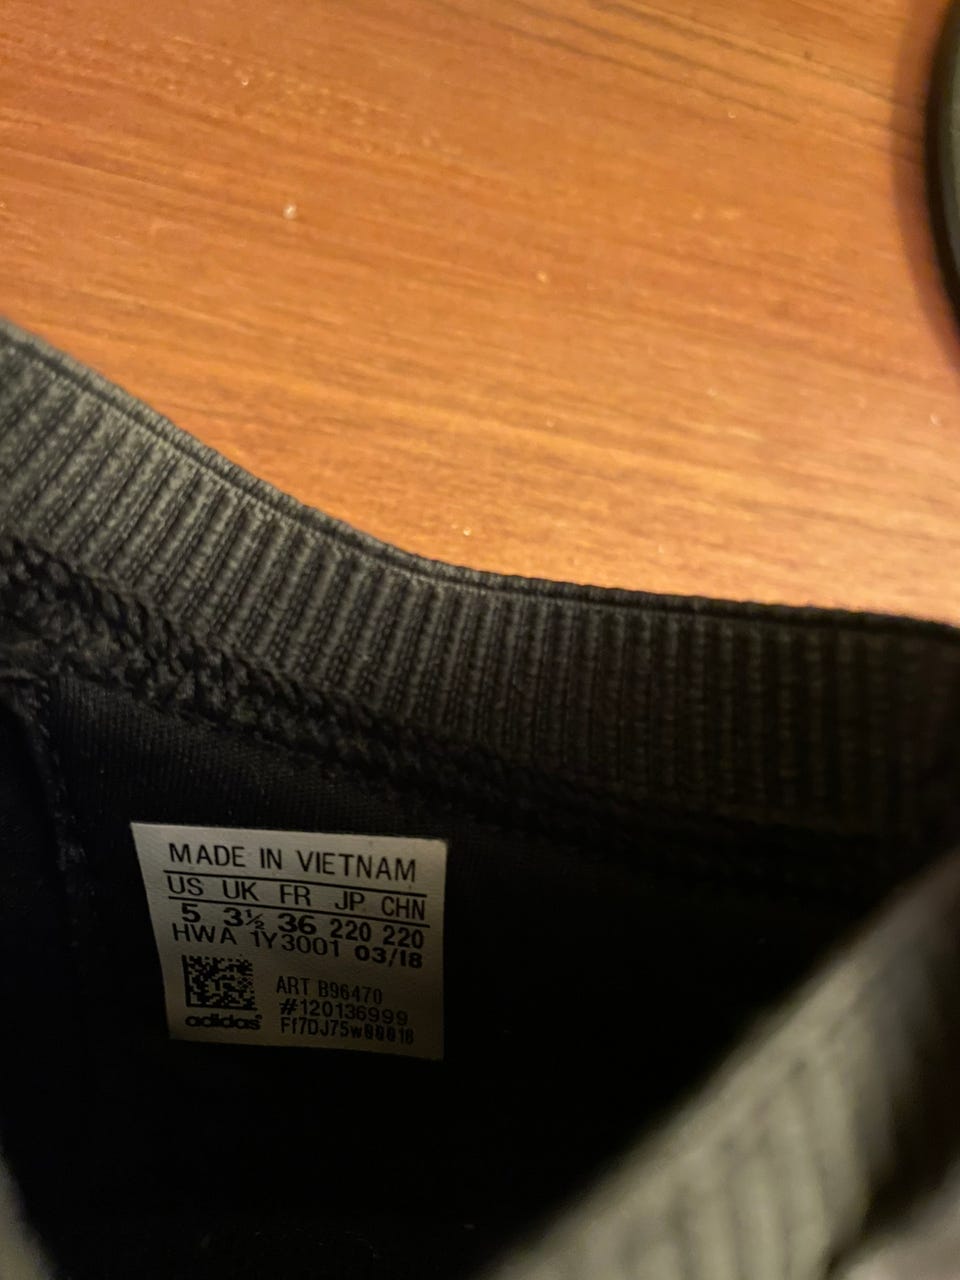 MADE IN VIETNAM
US UK FR JP CHN
5 3½ 36 220 220
HWA 1Y3001 03/18
ART B96470
#120136999
adidas